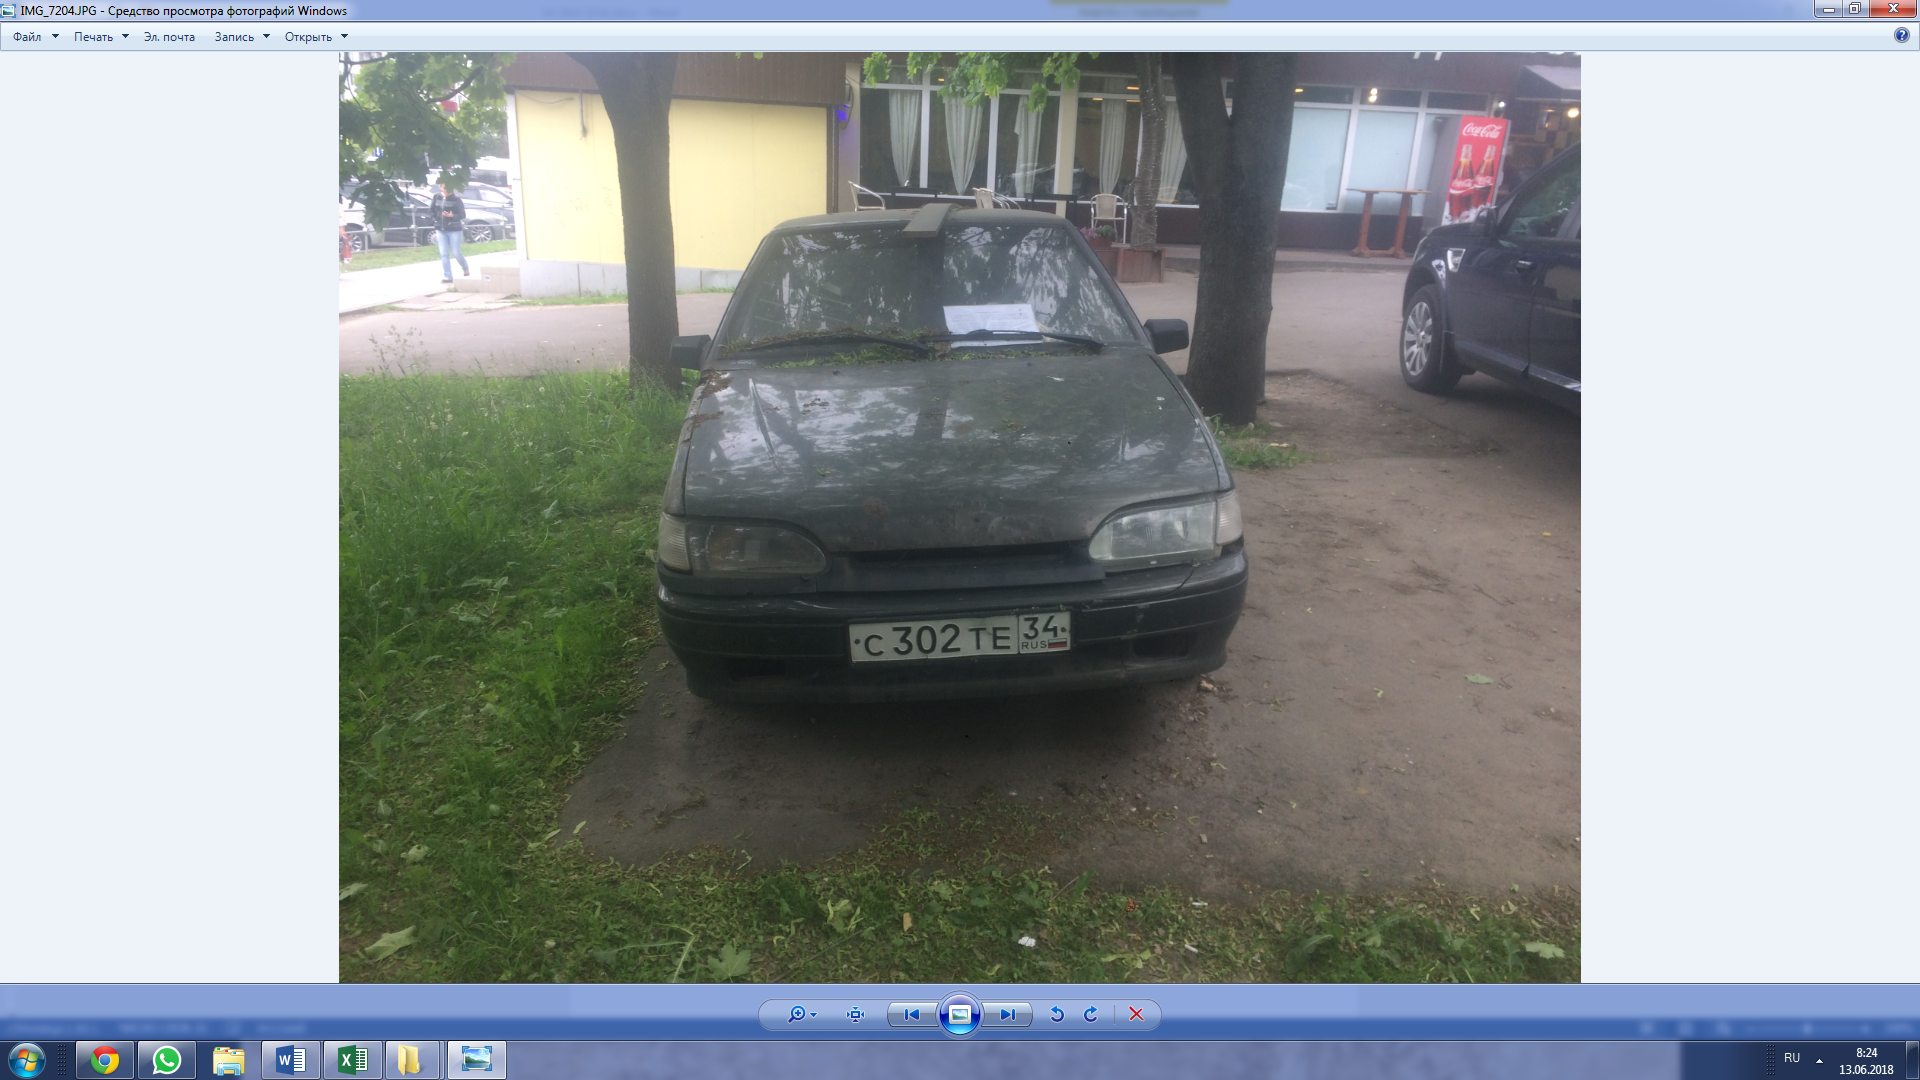 IMG_7204.JPG - Средство просмотра фотографий Windows
Файл Печать Эл. почта Запись Открыть
Coca-Cola
С 302 ТЕ 34
RUS
RU
8:24
13.06.2018